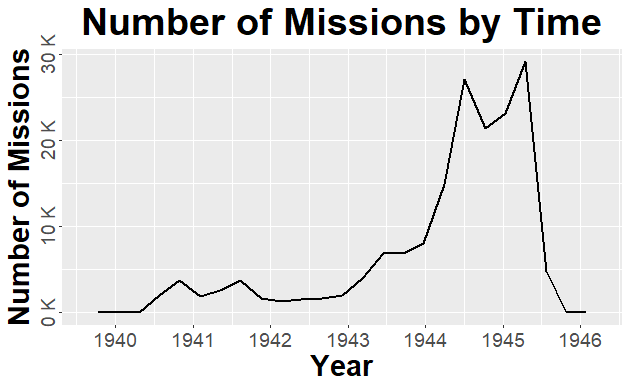 Number of Missions by Time
Number of Missions
30 K
20 K
10 K
0 K
1940 1941 1942 1943 1944 1945 1946
Year